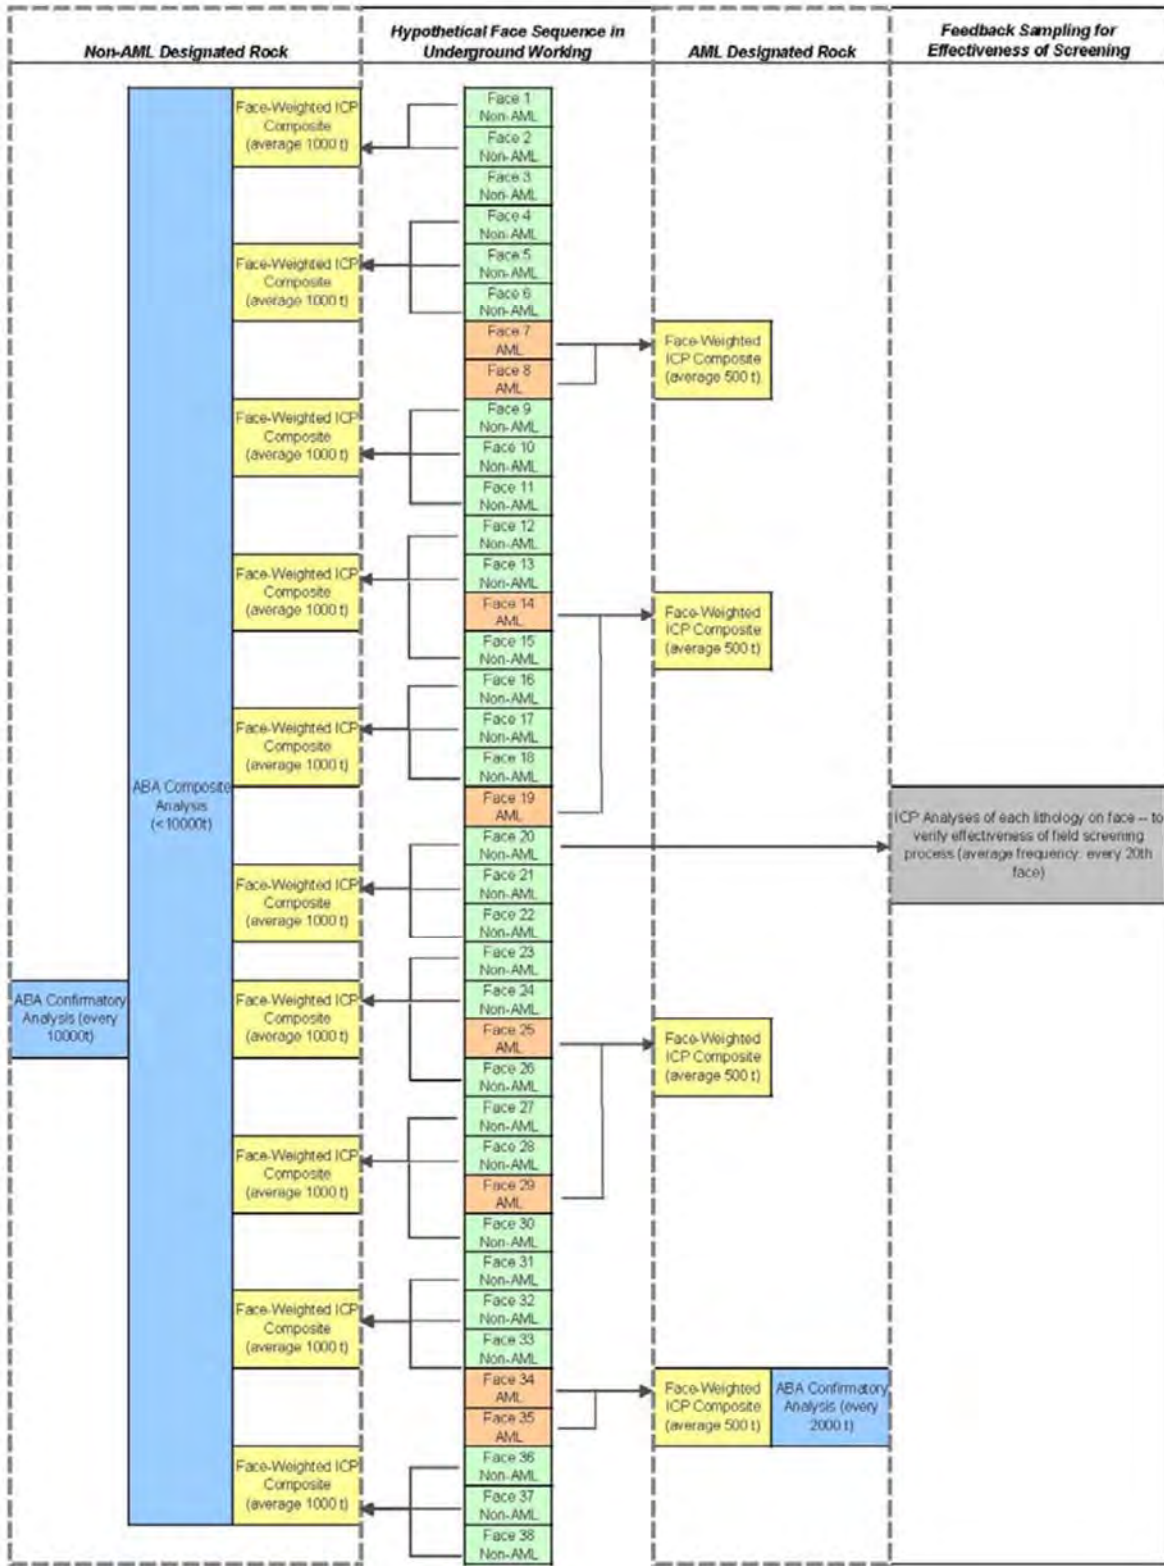 Non-AML Designated Rock
Hypothetical Face Sequence in
Underground Working
AML Designated Rock
Feedback Sampling for
Effectiveness of Screening
ABA Confirmatory
Analysis (every
10000t)
ABA Composite
Analysis
(<10000t)
Face-Weighted ICP
Composite
(average 1000 t)
Face-Weighted ICP
Composite
(average 1000 t)
Face-Weighted ICP
Composite
(average 1000 t)
Face-Weighted ICP
Composite
(average 1000 t)
Face-Weighted ICP
Composite
(average 1000 t)
Face-Weighted ICP
Composite
(average 1000 t)
Face-Weighted ICP
Composite
(average 1000 t)
Face-Weighted ICP
Composite
(average 1000 t)
Face-Weighted ICP
Composite
(average 1000 t)
Face-Weighted ICP
Composite
(average 1000 t)
Face 1
Non-AML
Face 2
Non-AML
Face 3
Non-AML
Face 4
Non-AML
Face 5
Non-AML
Face 6
Non-AML
Face 7
AML
Face 8
AML
Face 9
Non-AML
Face 10
Non-AML
Face 11
Non-AML
Face 12
Non-AML
Face 13
Non-AML
Face 14
AML
Face 15
Non-AML
Face 16
Non-AML
Face 17
Non-AML
Face 18
Non-AML
Face 19
AML
Face 20
Non-AML
Face 21
Non-AML
Face 22
Non-AML
Face 23
Non-AML
Face 24
Non-AML
Face 25
AML
Face 26
Non-AML
Face 27
Non-AML
Face 28
Non-AML
Face 29
AML
Face 30
Non-AML
Face 31
Non-AML
Face 32
Non-AML
Face 33
Non-AML
Face 34
AML
Face 35
AML
Face 36
Non-AML
Face 37
Non-AML
Face 38
Non-AML
Face-Weighted
ICP Composite
(average 500 t)
Face-Weighted
ICP Composite
(average 500 t)
Face-Weighted
ICP Composite
(average 500 t)
Face-Weighted
ICP Composite
(average 500 t)
ABA Confirmatory
Analysis (every
2000 t)
ICP Analyses of each lithology on face -- to
verify effectiveness of field screening
process (average frequency: every 20th
face)